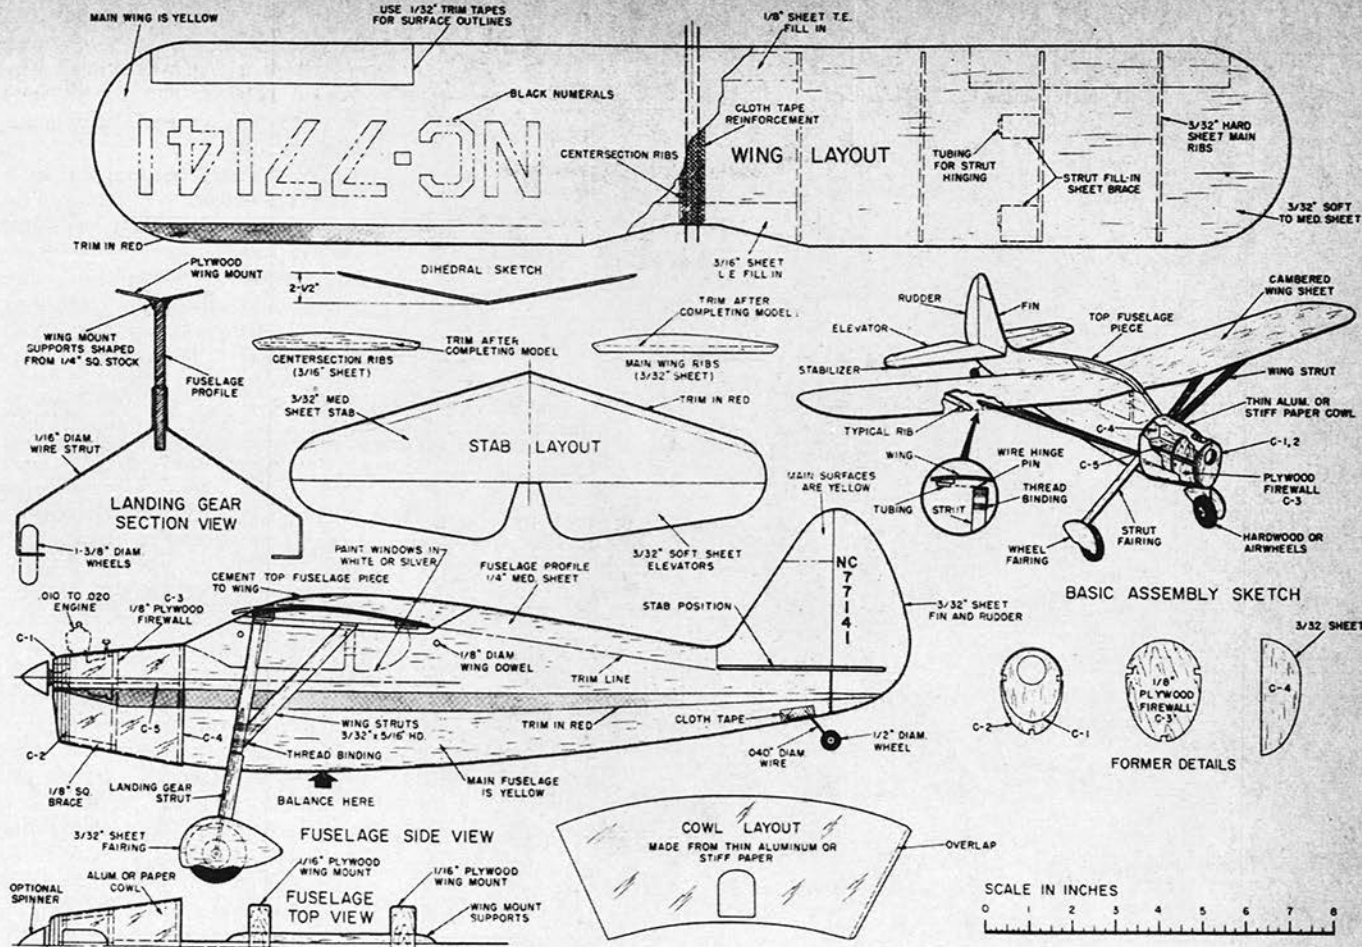 MAIN WING IS YELLOW
USE 1/32" TRIM TAPES
FOR SURFACE OUTLINES
1/8" SHEET T.E.
FILL IN
BLACK NUMERALS
NC-77141
CENTERSECTION RIBS
CLOTH TAPE
REINFORCEMENT
WING LAYOUT
TUBING
FOR STRUT
HINGING
3/32" HARD
SHEET MAIN
RIBS
STRUT FILL-IN
SHEET BRACE
3/32" SOFT
TO MED. SHEET
TRIM IN RED
3/16" SHEET
L.E. FILL IN
PLYWOOD
WING MOUNT
DIHEDRAL SKETCH
2-1/2"
WING MOUNT
SUPPORTS SHAPED
FROM 1/4" SQ. STOCK
FUSELAGE
PROFILE
1/16" DIAM.
WIRE STRUT
LANDING GEAR
SECTION VIEW
1-3/8" DIAM.
WHEELS
TRIM AFTER
COMPLETING MODEL
CENTERSECTION RIBS
(3/16" SHEET)
TRIM AFTER
COMPLETING MODEL
MAIN WING RIBS
(3/32" SHEET)
3/32" MED
SHEET STAB
TRIM IN RED
STAB LAYOUT
3/32" SOFT SHEET
ELEVATORS
RUDDER
FIN
TOP FUSELAGE
PIECE
CAMBERED
WING SHEET
ELEVATOR
STABILIZER
WING STRUT
THIN ALUM. OR
STIFF PAPER COWL
TYPICAL RIB
C-4
C-1,2
C-5
WING
WIRE HINGE
PIN
THREAD
BINDING
TUBING
STRUT
PLYWOOD
FIREWALL
C-3
STRUT
FAIRING
WHEEL
FAIRING
HARDWOOD OR
AIRWHEELS
BASIC ASSEMBLY SKETCH
MAIN SURFACES
ARE YELLOW
NC
7
7
1
4
1
PAINT WINDOWS IN
WHITE OR SILVER
CEMENT TOP FUSELAGE PIECE
TO WING
FUSELAGE PROFILE
1/4" MED. SHEET
.010 TO .020
ENGINE
C-3
1/8" PLYWOOD
FIREWALL
C-1
STAB POSITION
3/32" SHEET
FIN AND RUDDER
1/8" DIAM
WING DOWEL
TRIM LINE
TRIM IN RED
CLOTH TAPE
C-5
C-4
WING STRUTS
3/32" x 5/16" HD.
THREAD BINDING
C-2
1/8" SQ.
BRACE
LANDING GEAR
STRUT
BALANCE HERE
MAIN FUSELAGE
IS YELLOW
.040" DIAM.
WIRE
1/2" DIAM.
WHEEL
3/32" SHEET
FAIRING
FUSELAGE SIDE VIEW
1/8"
PLYWOOD
FIREWALL
C-3
3/32 SHEET
C-4
C-2
C-1
FORMER DETAILS
COWL LAYOUT
MADE FROM THIN ALUMINUM OR
STIFF PAPER
OVERLAP
OPTIONAL
SPINNER
ALUM. OR PAPER
COWL
1/16" PLYWOOD
WING MOUNT
FUSELAGE
TOP VIEW
1/16" PLYWOOD
WING MOUNT
WING MOUNT
SUPPORTS
SCALE IN INCHES
0 1 2 3 4 5 6 7 8